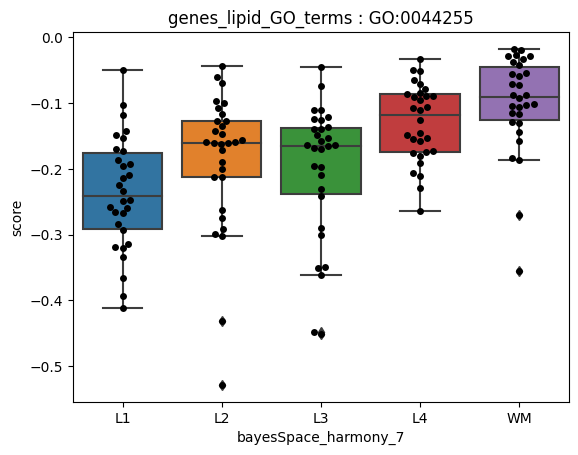 genes_lipid_GO_terms : GO:0044255
0.0
−0.1
−0.2
−0.3
−0.4
−0.5
score
L1 L2 L3 L4 WM
bayesSpace_harmony_7